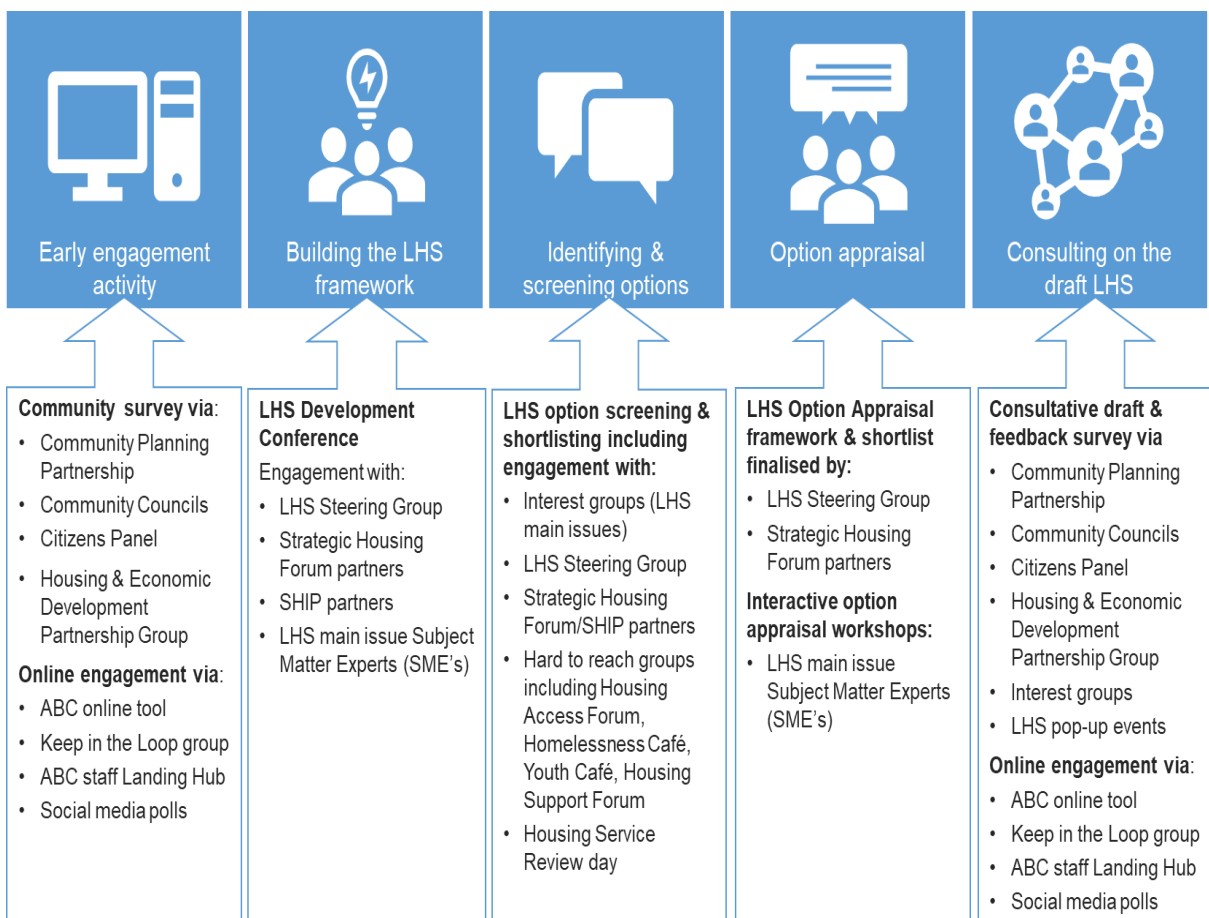 Early engagement
activity
Building the LHS
framework
Identifying &
screening options
Option appraisal
Consulting on the
draft LHS
Community survey via:
• Community Planning
Partnership
• Community Councils
• Citizens Panel
• Housing & Economic
Development
Partnership Group
Online engagement via:
• ABC online tool
• Keep in the Loop group
• ABC staff Landing Hub
• Social media polls
LHS Development
Conference
Engagement with:
• LHS Steering Group
• Strategic Housing
Forum partners
• SHIP partners
• LHS main issue Subject
Matter Experts (SME's)
LHS option screening &
shortlisting including
engagement with:
• Interest groups (LHS
main issues)
• LHS Steering Group
• Strategic Housing
Forum/SHIP partners
• Hard to reach groups
including Housing
Access Forum,
Homelessness Café,
Youth Café, Housing
Support Forum
• Housing Service
Review day
LHS Option Appraisal
framework & shortlist
finalised by:
• LHS Steering Group
• Strategic Housing
Forum partners
Interactive option
appraisal workshops:
• LHS main issue
Subject Matter Experts
(SME's)
Consultative draft &
feedback survey via
• Community Planning
Partnership
• Community Councils
• Citizens Panel
• Housing & Economic
Development
Partnership Group
• Interest groups
• LHS pop-up events
Online engagement via:
• ABC online tool
• Keep in the Loop group
• ABC staff Landing Hub
• Social media polls